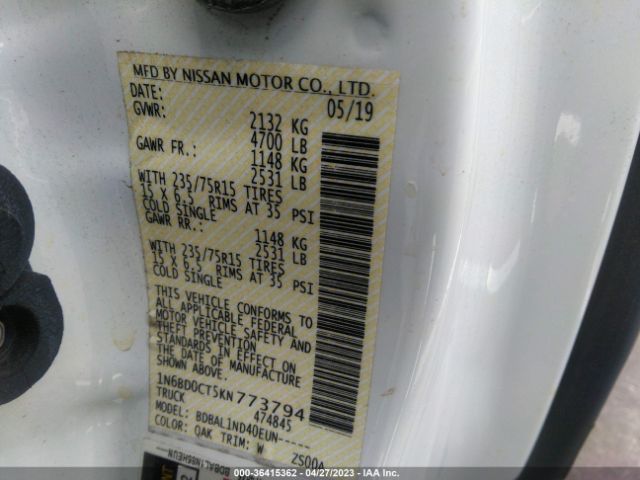 MFD BY NISSAN MOTOR CO., LTD.
DATE: 05/19
GVWR: 2132 KG
4700 LB
GAWR FR.: 1148 KG
2531 LB
WITH 235/75R15 TIRES
15 X 6.5 RIMS AT 35 PSI
COLD SINGLE
GAWR RR.: 1148 KG
2531 LB
WITH 235/75R15 TIRES
15 X 6.5 RIMS AT 35 PSI
COLD SINGLE
THIS VEHICLE CONFORMS TO
ALL APPLICABLE FEDERAL
MOTOR VEHICLE SAFETY AND
THEFT PREVENTION
STANDARDS IN EFFECT ON
THE DATE OF MANUFACTURE
SHOWN ABOVE.
1N6BD0CT5KN773794
TRUCK 474845
MODEL: BDBAL1ND40EUN-----
COLOR: QAK TRIM: W ZS00A
36415362 - 04/27/2023 - IAAI.com